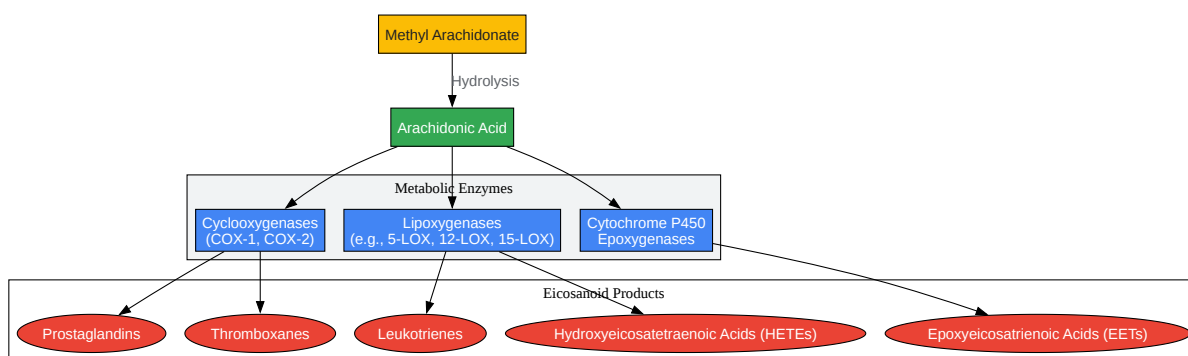 Methyl Arachidonate
Hydrolysis
Arachidonic Acid
Metabolic Enzymes
Cyclooxygenases
(COX-1, COX-2)
Lipoxygenases
(e.g., 5-LOX, 12-LOX, 15-LOX)
Cytochrome P450
Epoxygenases
Eicosanoid Products
Prostaglandins
Thromboxanes
Leukotrienes
Hydroxyeicosatetraenoic Acids (HETEs)
Epoxyeicosatrienoic Acids (EETs)